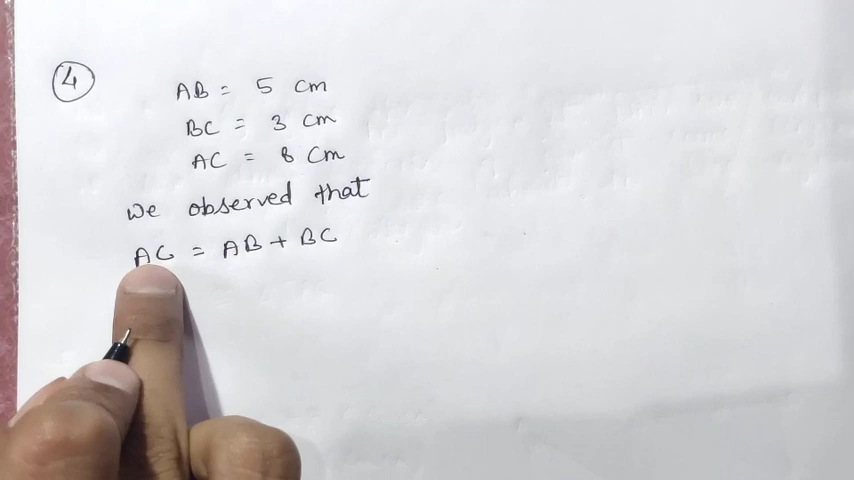 4
AB = 5 cm
BC = 3 cm
AC = 8 cm
We observed that
AC = AB + BC